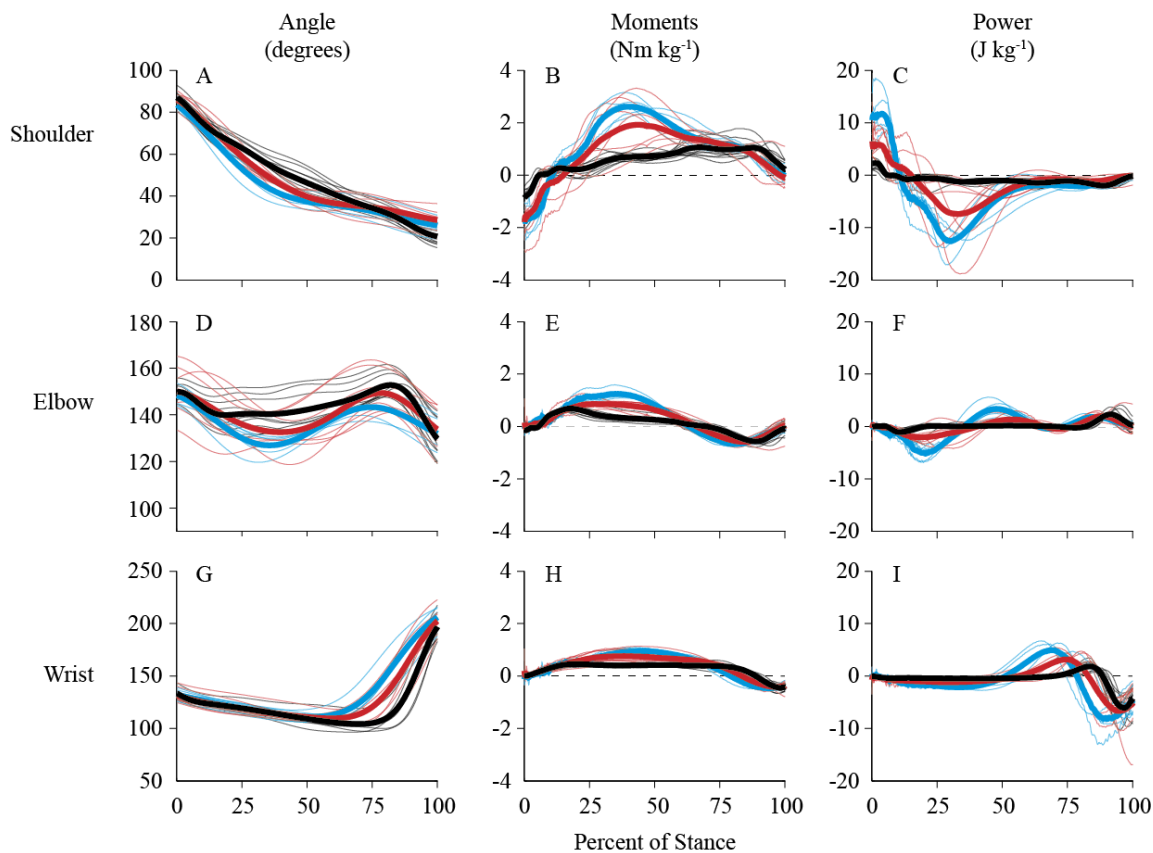 Angle
(degrees)
Moments
(Nm kg⁻¹)
Power
(J kg⁻¹)
Shoulder
A
100
80
60
40
20
0
B
4
2
0
-2
-4
C
20
10
0
-10
-20
Elbow
D
180
160
140
120
100
E
4
2
0
-2
-4
F
20
10
0
-10
-20
Wrist
G
250
200
150
100
50
0 25 50 75 100
H
4
2
0
-2
-4
0 25 50 75 100
I
20
10
0
-10
-20
0 25 50 75 100
Percent of Stance